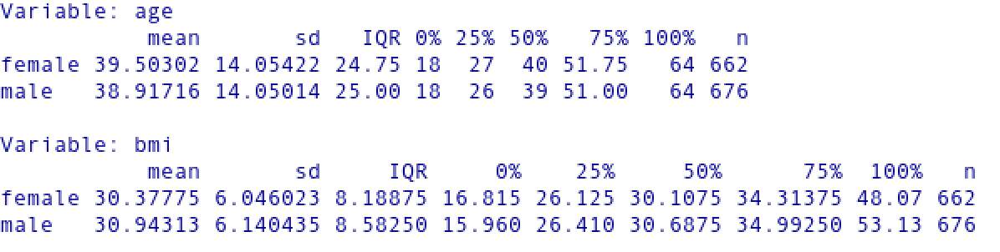 Variable: age
           mean       sd   IQR 0% 25% 50%   75% 100%   n
female 39.50302 14.05422 24.75 18  27  40 51.75   64 662
male   38.91716 14.05014 25.00 18  26  39 51.00   64 676

Variable: bmi
           mean       sd     IQR     0%    25%     50%      75%  100%   n
female 30.37775 6.046023 8.18875 16.815 26.125 30.1075 34.31375 48.07 662
male   30.94313 6.140435 8.58250 15.960 26.410 30.6875 34.99250 53.13 676